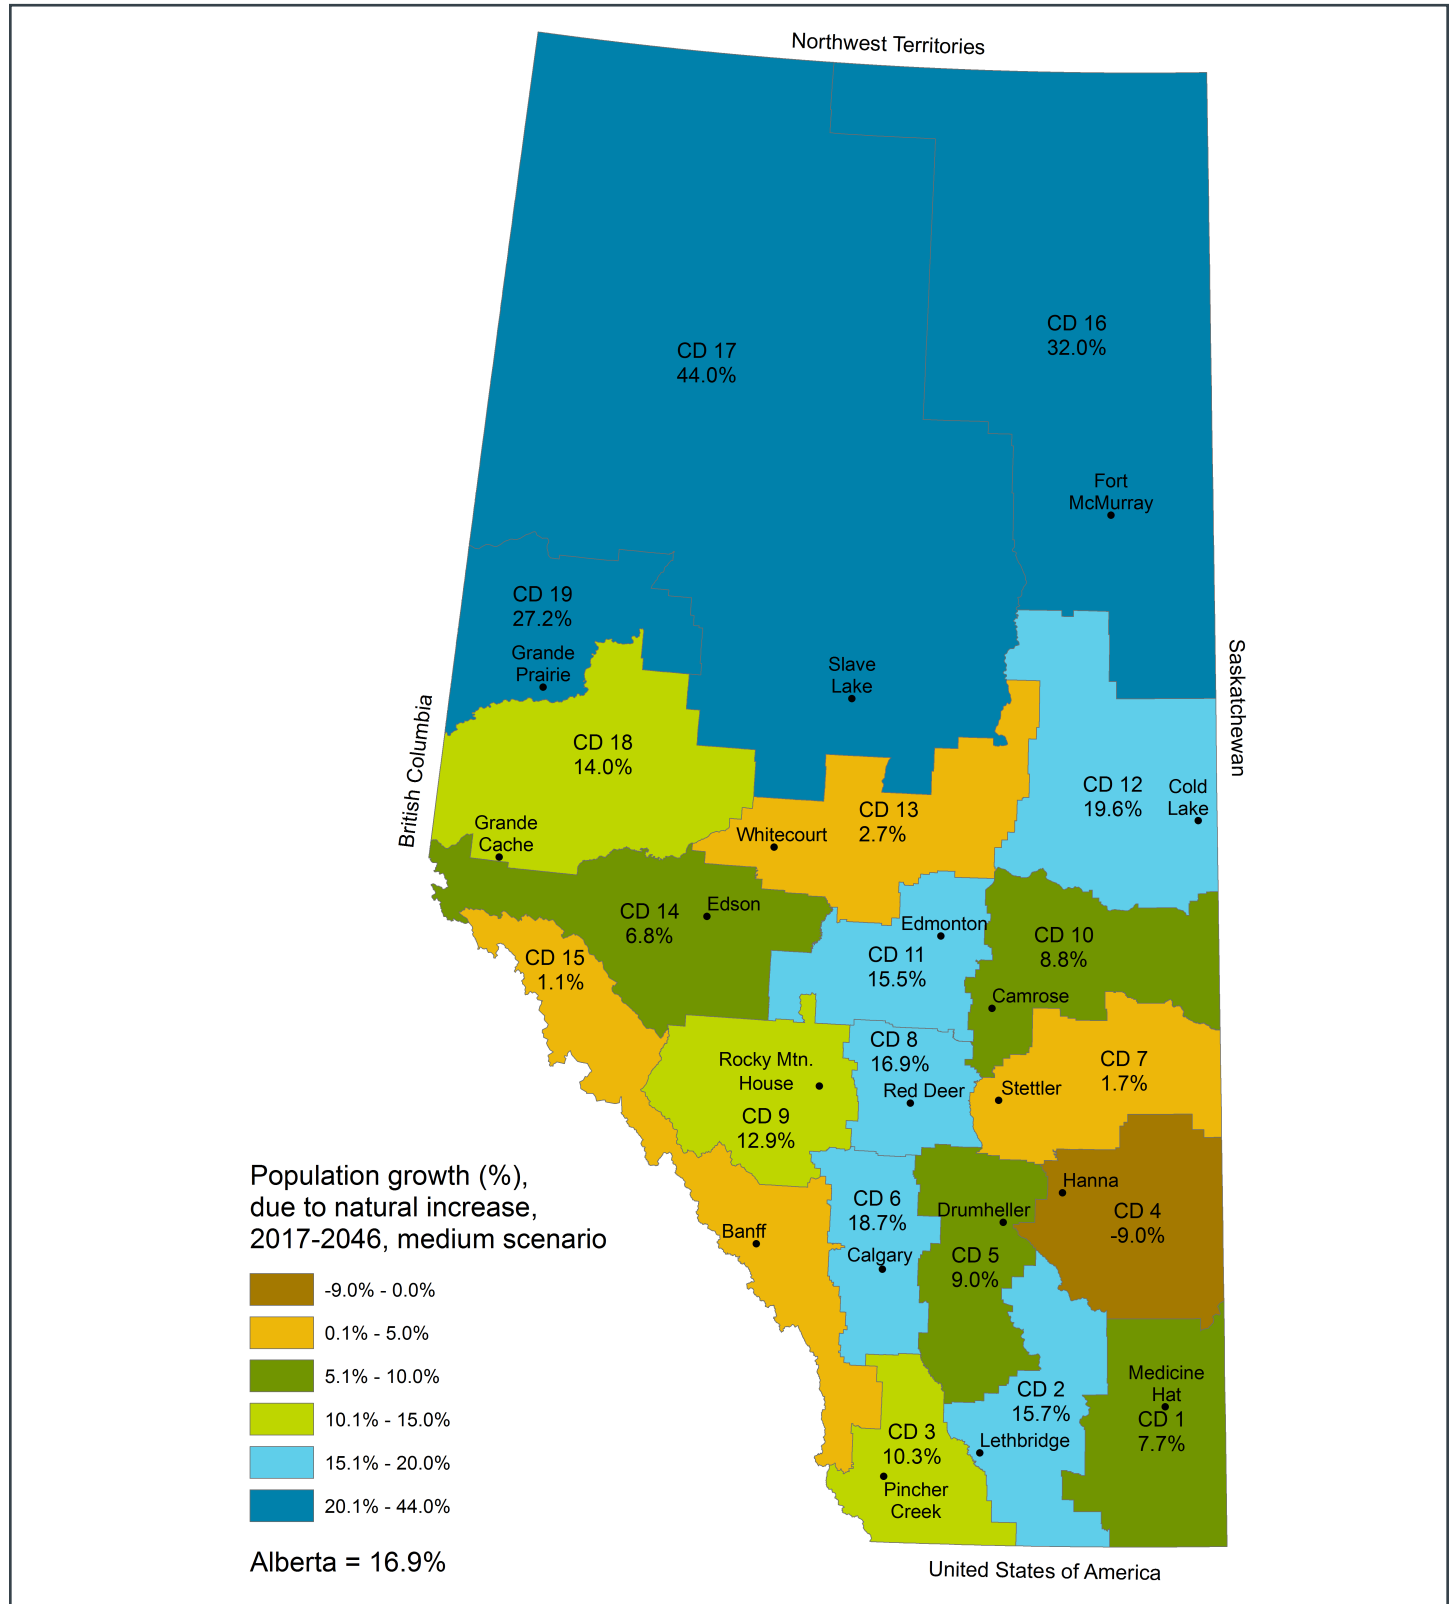 Northwest Territories
CD 16
32.0%
CD 17
44.0%
Fort
McMurray
CD 19
27.2%
Grande
Prairie
Slave
Lake
Saskatchewan
British Columbia
CD 18
14.0%
CD 12
19.6%
Cold
Lake
CD 13
2.7%
Whitecourt
Grande
Cache
Edson
CD 14
6.8%
Edmonton
CD 11
15.5%
CD 10
8.8%
CD 15
1.1%
Camrose
CD 8
16.9%
Red Deer
Rocky Mtn.
House
CD 9
12.9%
CD 7
1.7%
Stettler
Hanna
CD 4
-9.0%
Drumheller
CD 6
18.7%
Calgary
CD 5
9.0%
Banff
Medicine
Hat
CD 1
7.7%
CD 2
15.7%
Lethbridge
CD 3
10.3%
Pincher
Creek
United States of America
Population growth (%),
due to natural increase,
2017-2046, medium scenario
-9.0% - 0.0%
0.1% - 5.0%
5.1% - 10.0%
10.1% - 15.0%
15.1% - 20.0%
20.1% - 44.0%
Alberta = 16.9%